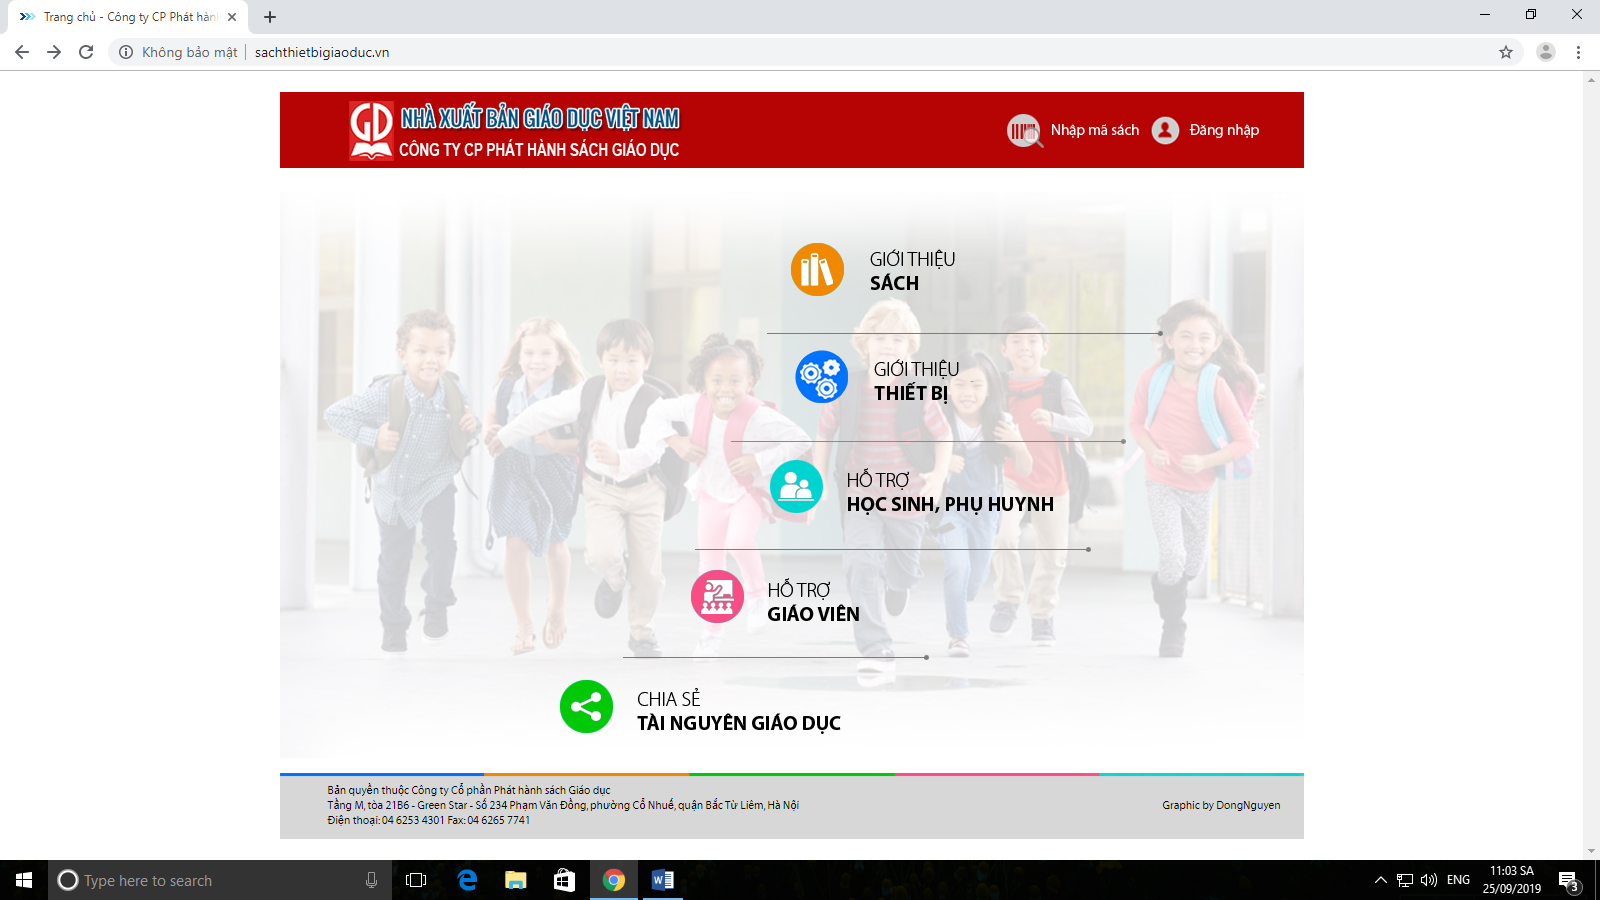 Trang chủ - Công ty CP Phát hàn
Không bảo mật
sachthietbigiaoduc.vn
NHÀ XUẤT BẢN GIÁO DỤC VIỆT NAM
CÔNG TY CP PHÁT HÀNH SÁCH GIÁO DỤC
Nhập mã sách
Đăng nhập
GIỚI THIỆU
SÁCH
GIỚI THIỆU
THIẾT BỊ
HỖ TRỢ
HỌC SINH, PHỤ HUYNH
HỖ TRỢ
GIÁO VIÊN
CHIA SẺ
TÀI NGUYÊN GIÁO DỤC
Bản quyền thuộc Công ty Cổ phần Phát hành sách Giáo dục
Tầng M, tòa 21B6 - Green Star - Số 234 Phạm Văn Đồng, phường Cổ Nhuế, quận Bắc Từ Liêm, Hà Nội
Graphic by DongNguyen
Điện thoại: 04 6253 4301 Fax: 04 6265 7741
Type here to search
ENG
11:03 SA
25/09/2019
3